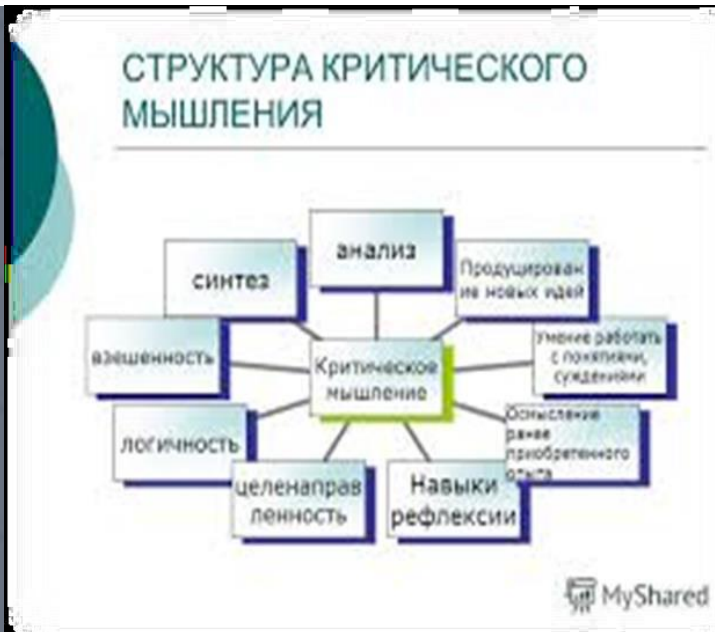 СТРУКТУРА КРИТИЧЕСКОГО
МЫШЛЕНИЯ
анализ
синтез
Продуцирован
ие новых идей
взешенность
Критическое
мышление
Умение работать
с понятиями,
суждениями
логичность
Осмысление
ранее
приобретенного
опыта
целенаправ
ленность
Навыки
рефлексии
MyShared